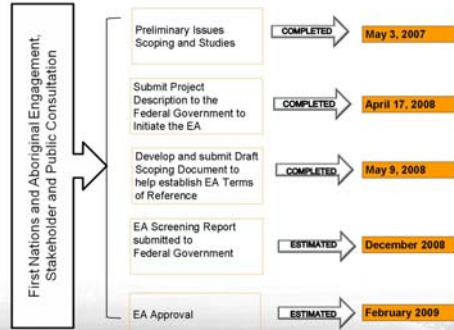 First Nations and Aboriginal Engagement,
Stakeholder and Public Consultation
Preliminary Issues
Scoping and Studies
COMPLETED
May 3, 2007
Submit Project
Description to the
Federal Government to
Initiate the EA
COMPLETED
April 17, 2008
Develop and submit Draft
Scoping Document to
help establish EA Terms
of Reference
COMPLETED
May 9, 2008
EA Screening Report
submitted to
Federal Government
ESTIMATED
December 2008
EA Approval
ESTIMATED
February 2009